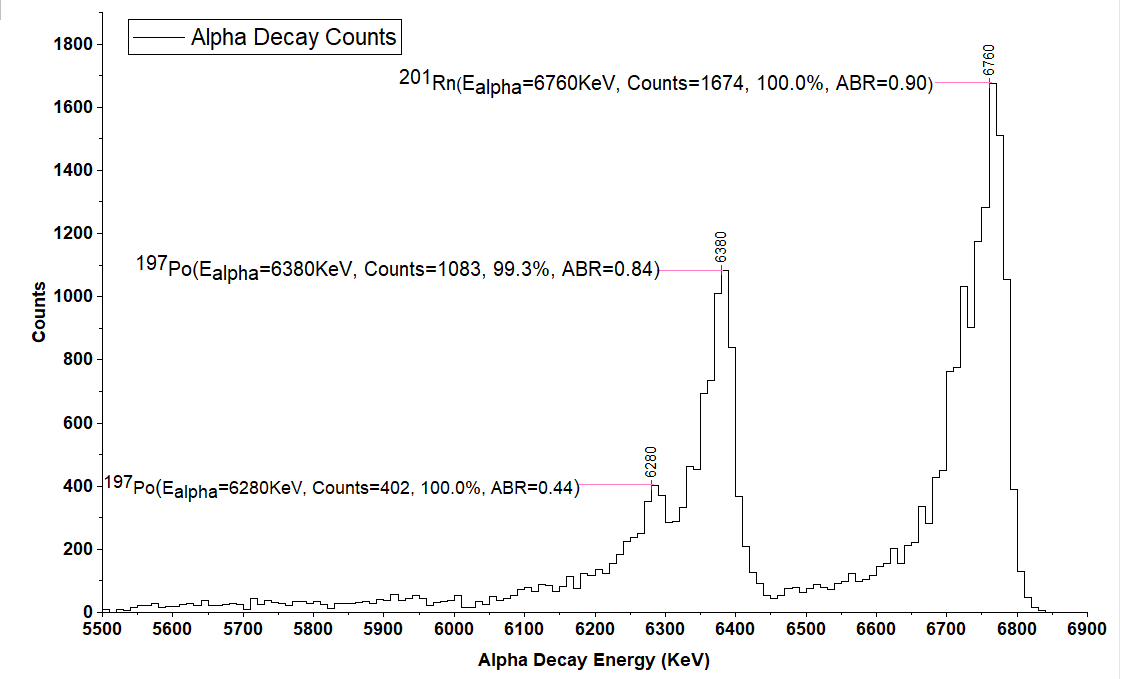 Alpha Decay Counts
6760
201Rn(Ealpha=6760KeV, Counts=1674, 100.0%, ABR=0.90)
6380
197Po(Ealpha=6380KeV, Counts=1083, 99.3%, ABR=0.84)
6280
197Po(Ealpha=6280KeV, Counts=402, 100.0%, ABR=0.44)
Counts
1800
1600
1400
1200
1000
800
600
400
200
0
5500 5600 5700 5800 5900 6000 6100 6200 6300 6400 6500 6600 6700 6800 6900
Alpha Decay Energy (KeV)